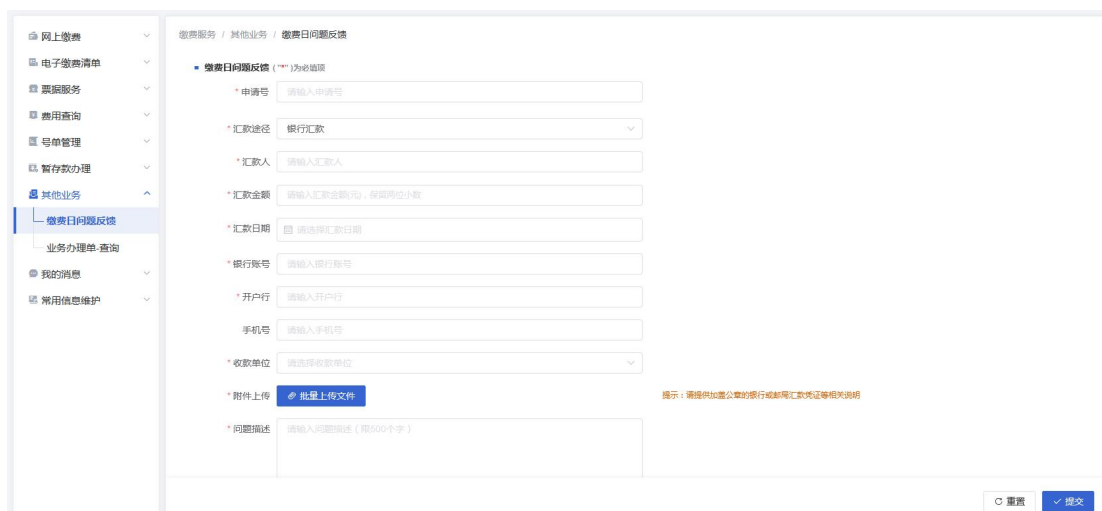 网上缴费
电子缴费清单
票据服务
费用查询
号单管理
暂存款办理
其他业务
缴费日问题反馈
业务办理单-查询
我的消息
常用信息维护
缴费服务 / 其他业务 / 缴费日问题反馈
缴费日问题反馈 ( "*" )为必填项
* 申请号 请输入申请号
* 汇款途径 银行汇款
* 汇款人 请输入汇款人
* 汇款金额 请输入汇款金额(元)，保留两位小数
* 汇款日期 请选择汇款日期
* 银行账号 请输入银行账号
* 开户行 请输入开户行
手机号 请输入手机号
* 收款单位 请选择收款单位
* 附件上传 批量上传文件 提示：请提供加盖公章的银行或邮局汇款凭证等相关说明
* 问题描述 请输入问题描述（限500个字）
重置 提交